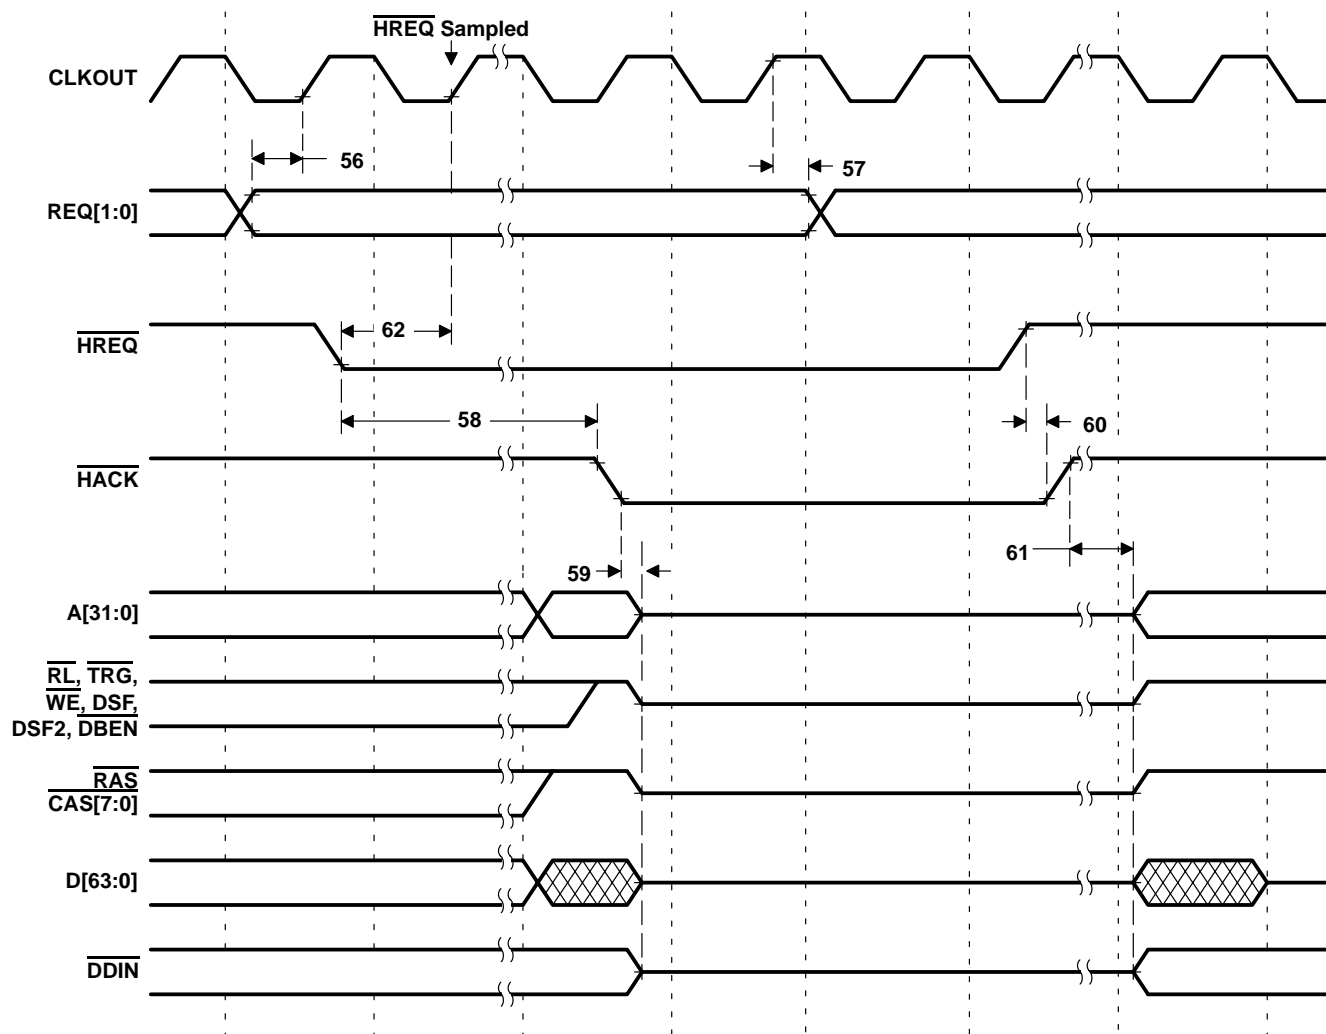 HREQ Sampled
CLKOUT
56
57
REQ[1:0]
62
HREQ
58
60
HACK
61
59
A[31:0]
RL, TRG,
WE, DSF,
DSF2, DBEN
RAS
CAS[7:0]
D[63:0]
DDIN